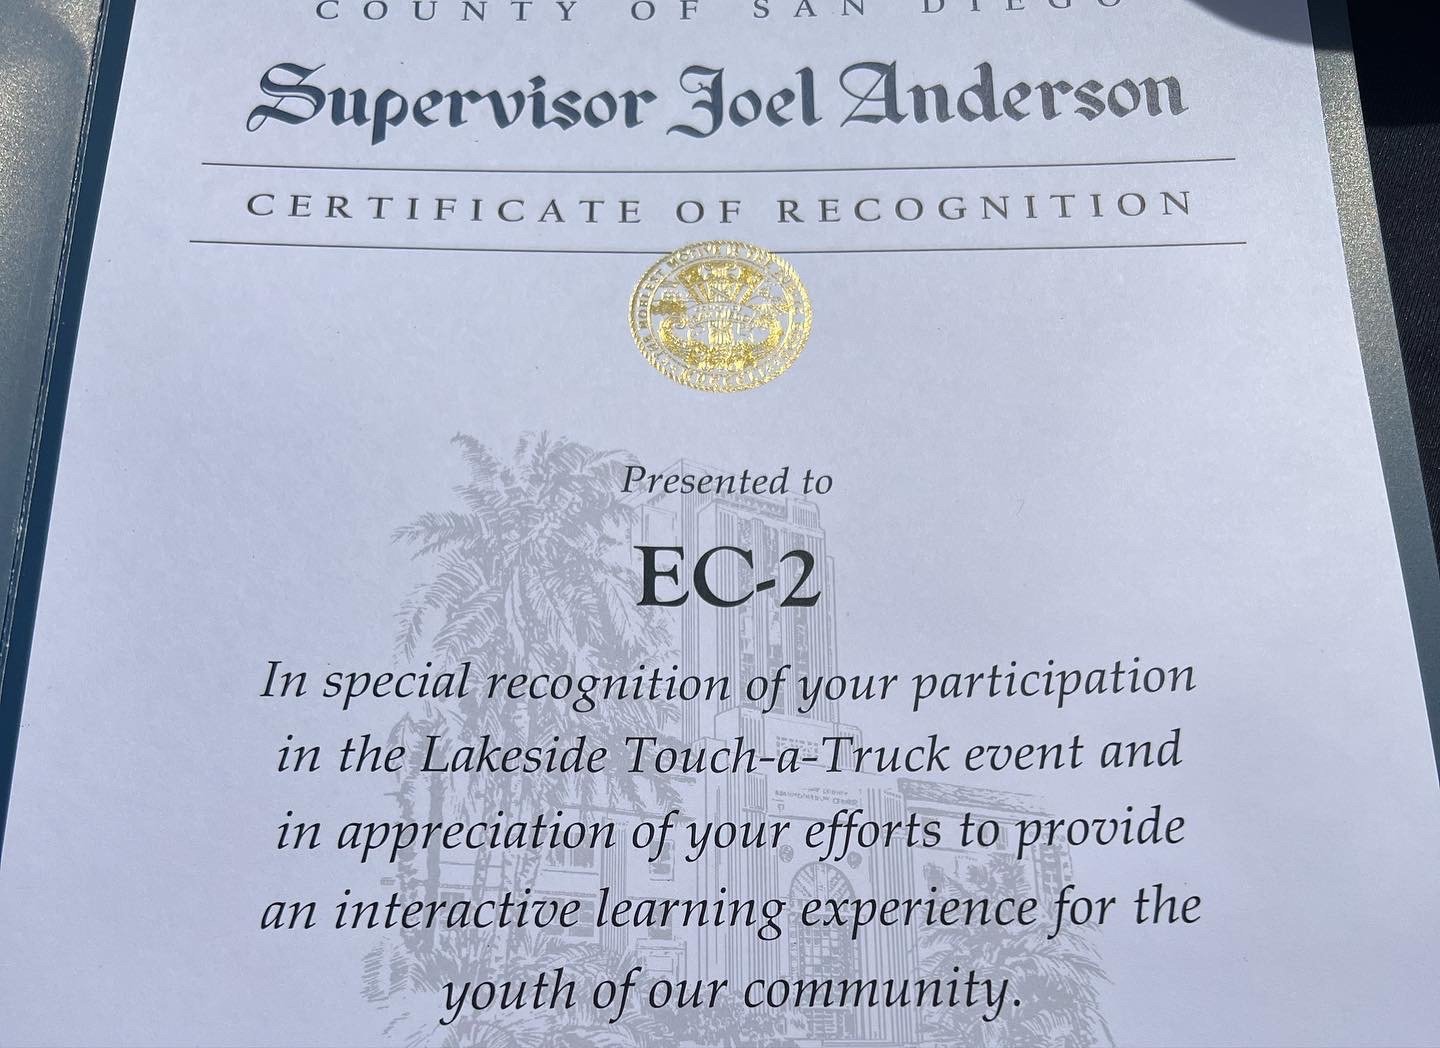 COUNTY OF SAN DIEGO
Supervisor Joel Anderson
CERTIFICATE OF RECOGNITION
Presented to
EC-2
In special recognition of your participation
in the Lakeside Touch-a-Truck event and
in appreciation of your efforts to provide
an interactive learning experience for the
youth of our community.